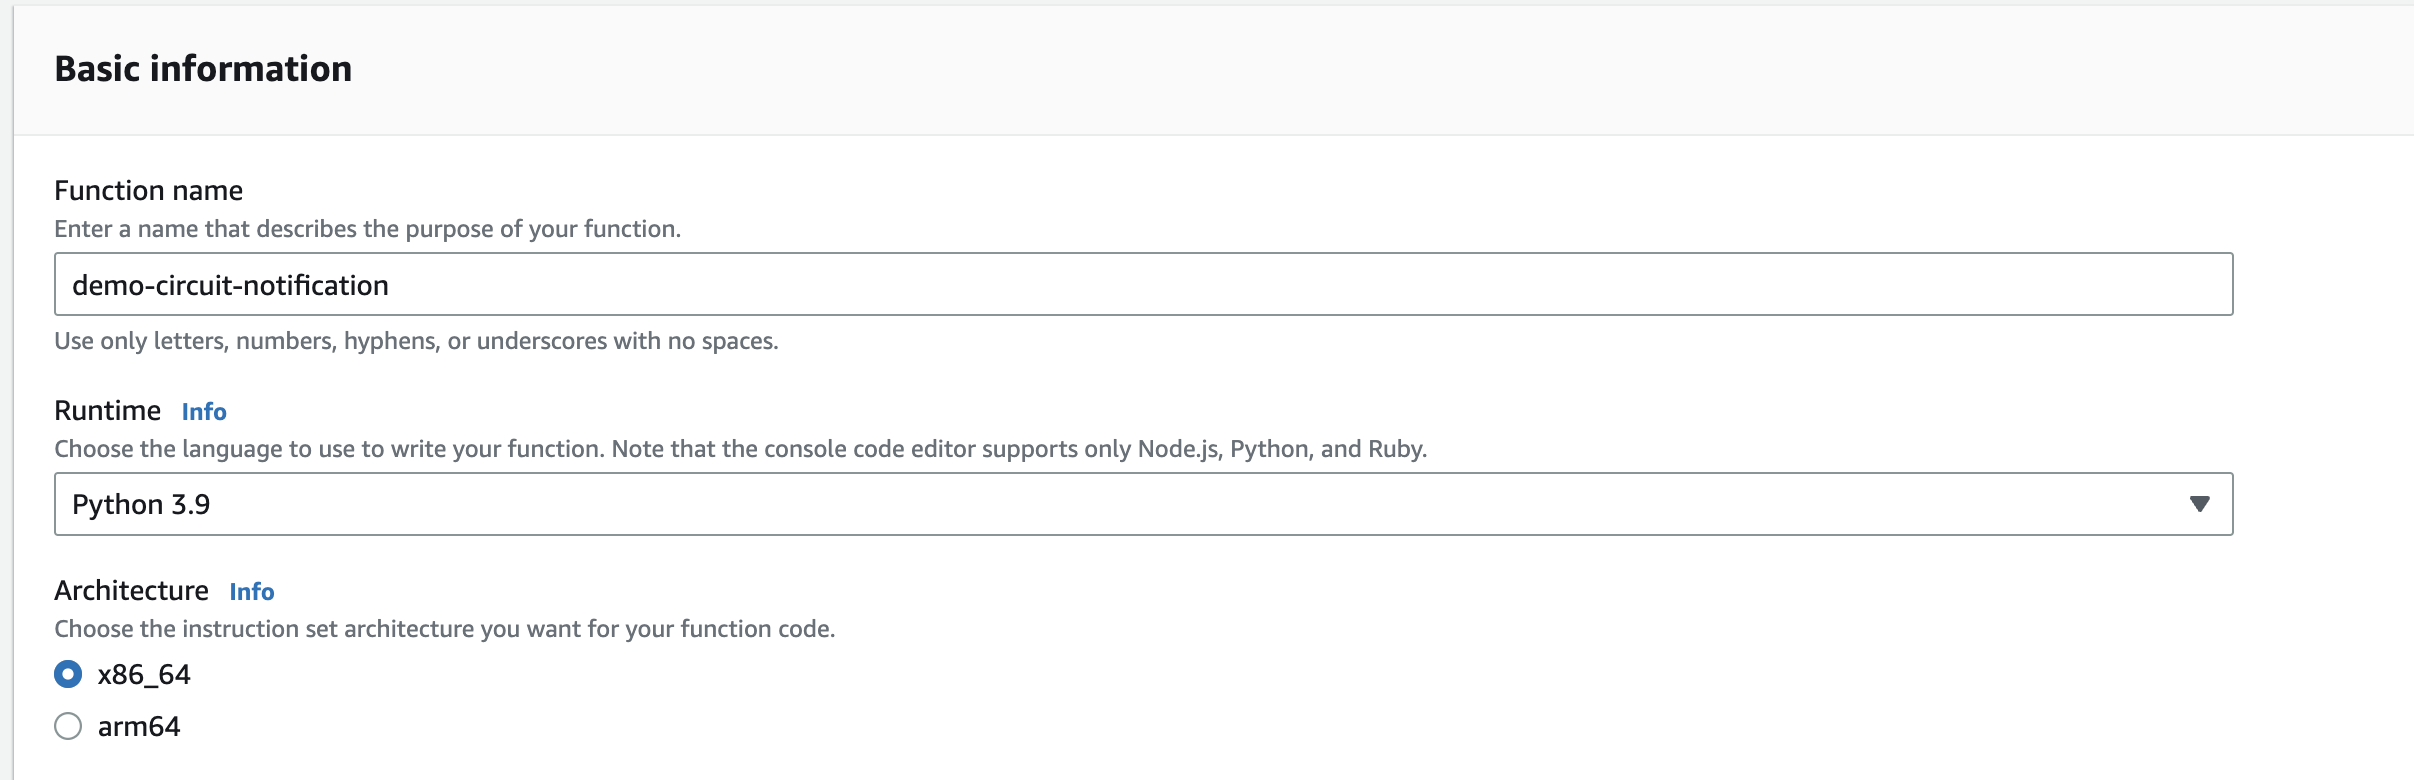 Basic information
Function name
Enter a name that describes the purpose of your function.
demo-circuit-notification
Use only letters, numbers, hyphens, or underscores with no spaces.
Runtime Info
Choose the language to use to write your function. Note that the console code editor supports only Node.js, Python, and Ruby.
Python 3.9
Architecture Info
Choose the instruction set architecture you want for your function code.
x86_64
arm64